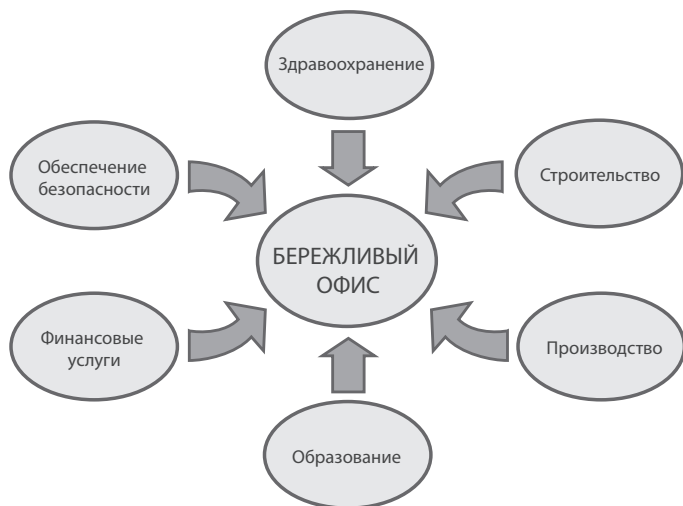 Здравоохранение
Обеспечение
безопасности
Строительство
БЕРЕЖЛИВЫЙ
ОФИС
Финансовые
услуги
Производство
Образование